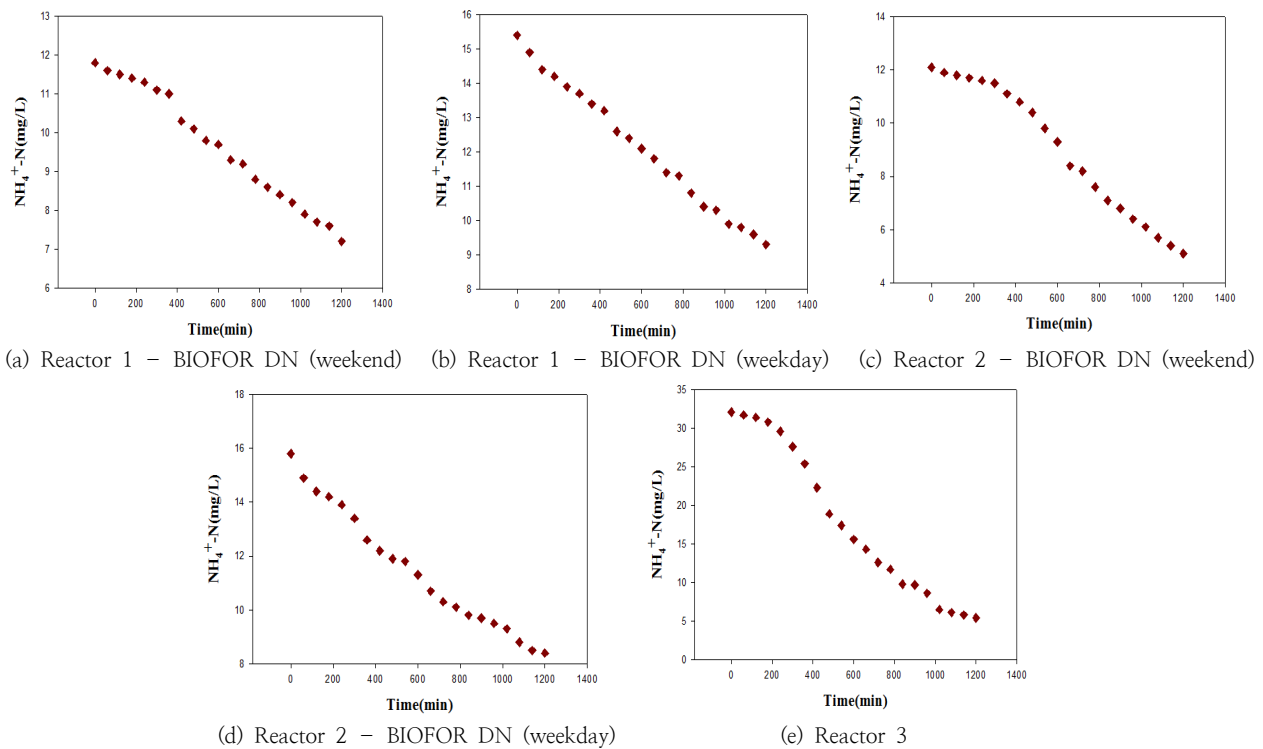 13
12
11
10
9
8
7
6
NH₄⁺-N(mg/L)
0 200 400 600 800 1000 1200 1400
Time(min)
(a) Reactor 1 - BIOFOR DN (weekend)
16
15
14
13
12
11
10
9
8
NH₄⁺-N(mg/L)
0 200 400 600 800 1000 1200 1400
Time(min)
(b) Reactor 1 - BIOFOR DN (weekday)
14
12
10
8
6
4
NH₄⁺-N(mg/L)
0 200 400 600 800 1000 1200 1400
Time(min)
(c) Reactor 2 - BIOFOR DN (weekend)
18
16
14
12
10
8
NH₄⁺-N(mg/L)
0 200 400 600 800 1000 1200 1400
Time(min)
(d) Reactor 2 - BIOFOR DN (weekday)
35
30
25
20
15
10
5
0
NH₄⁺-N(mg/L)
0 200 400 600 800 1000 1200 1400
Time(min)
(e) Reactor 3